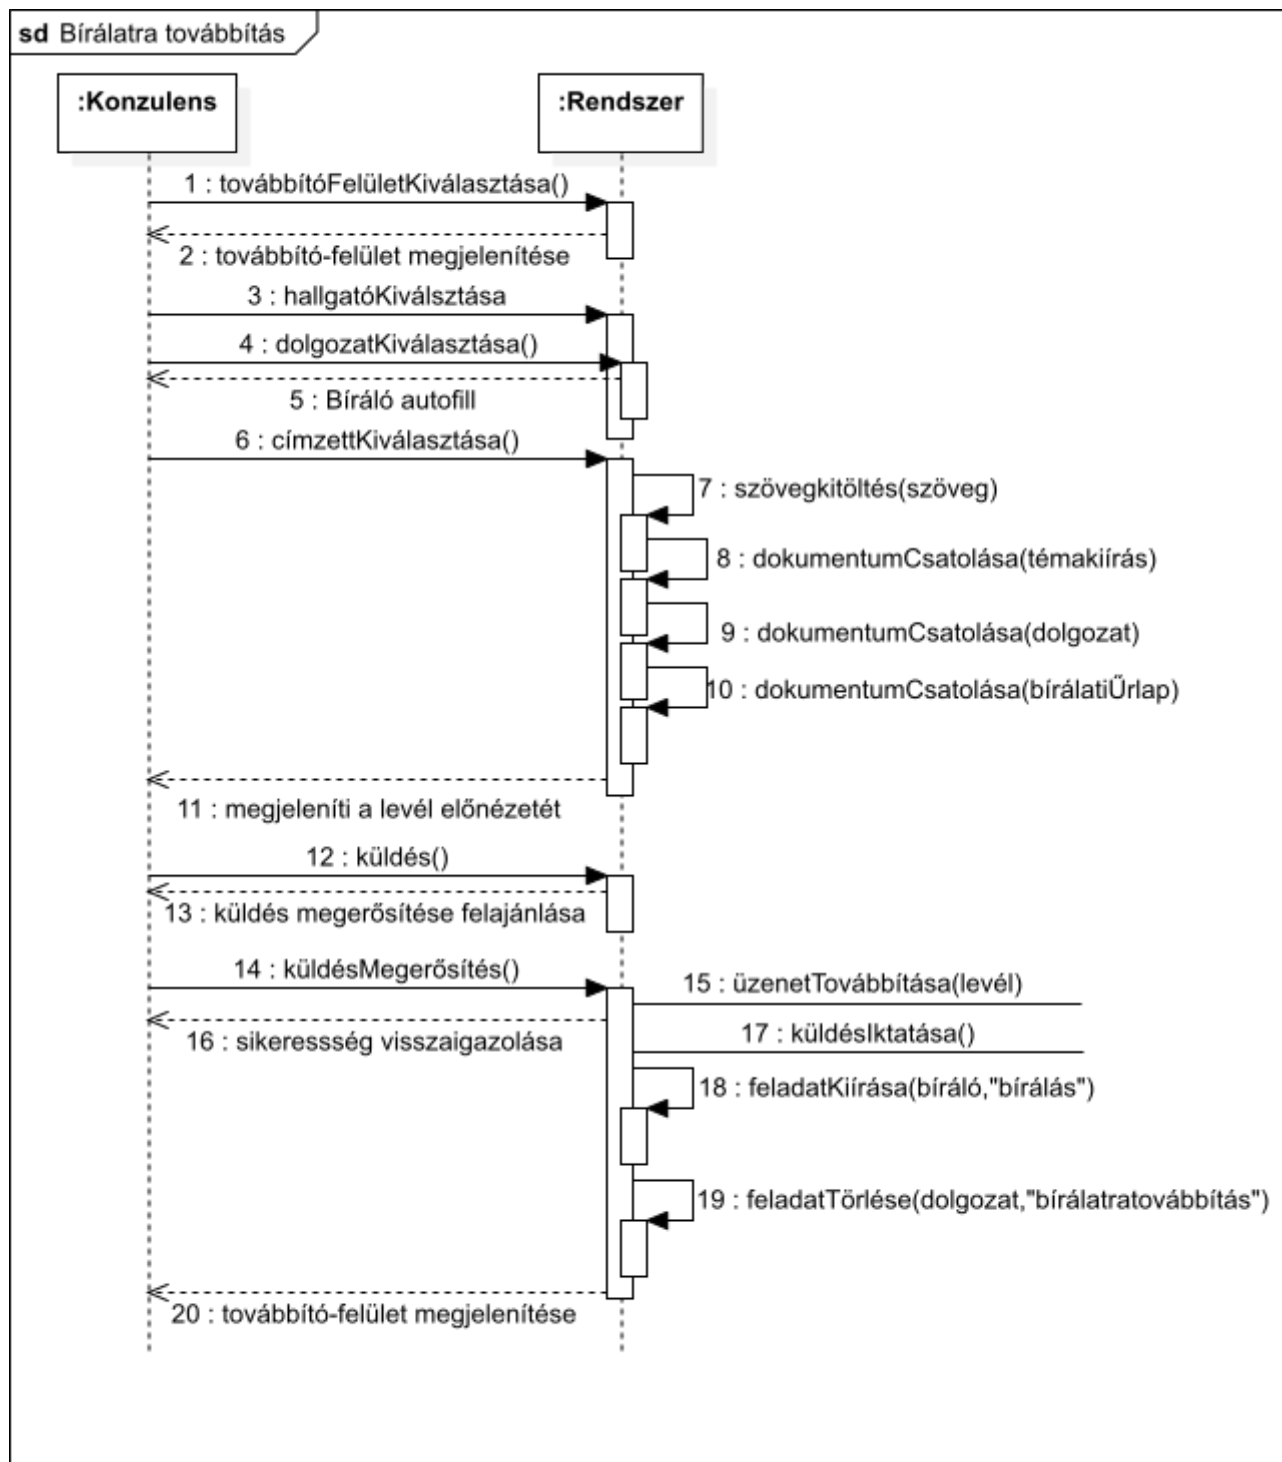 sd Bírálatra továbbítás
:Konzulens
:Rendszer
1 : továbbítóFelületKiválasztása()
2 : továbbító-felület megjelenítése
3 : hallgatóKiválsztása
4 : dolgozatKiválasztása()
5 : Bíráló autofill
6 : címzettKiválasztása()
7 : szövegkitöltés(szöveg)
8 : dokumentumCsatolása(témakiírás)
9 : dokumentumCsatolása(dolgozat)
10 : dokumentumCsatolása(bírálatiŰrlap)
11 : megjeleníti a levél előnézetét
12 : küldés()
13 : küldés megerősítése felajánlása
14 : küldésMegerősítés()
15 : üzenetTovábbítása(levél)
16 : sikeressség visszaigazolása
17 : küldésIktatása()
18 : feladatKiírása(bíráló,"bírálás")
19 : feladatTörlése(dolgozat,"bírálatratovábbítás")
20 : továbbító-felület megjelenítése